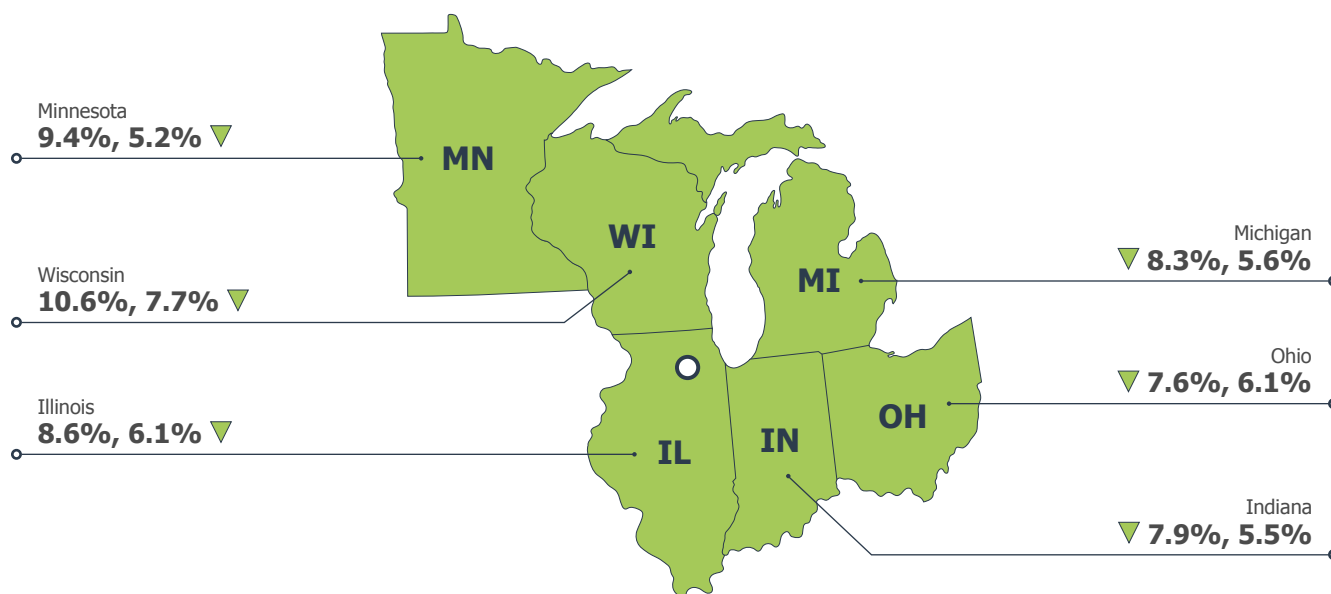 Minnesota
9.4%, 5.2%
Wisconsin
10.6%, 7.7%
Illinois
8.6%, 6.1%
MN
WI
MI
IL
IN
OH
Michigan
8.3%, 5.6%
Ohio
7.6%, 6.1%
Indiana
7.9%, 5.5%